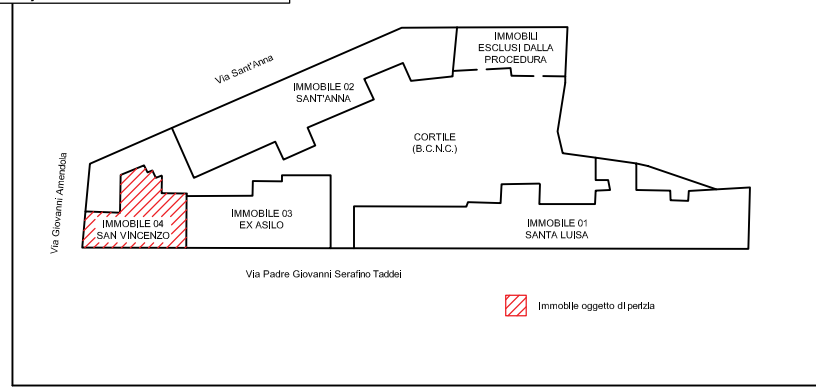 IMMOBILI
ESCLUSI DALLA
PROCEDURA
Via Sant'Anna
IMMOBILE 02
SANT'ANNA
CORTILE
(B.C.N.C.)
Via Giovanni Amendola
IMMOBILE 04
SAN VINCENZO
IMMOBILE 03
EX ASILO
IMMOBILE 01
SANTA LUISA
Via Padre Giovanni Serafino Taddei
Immobile oggetto di perizia